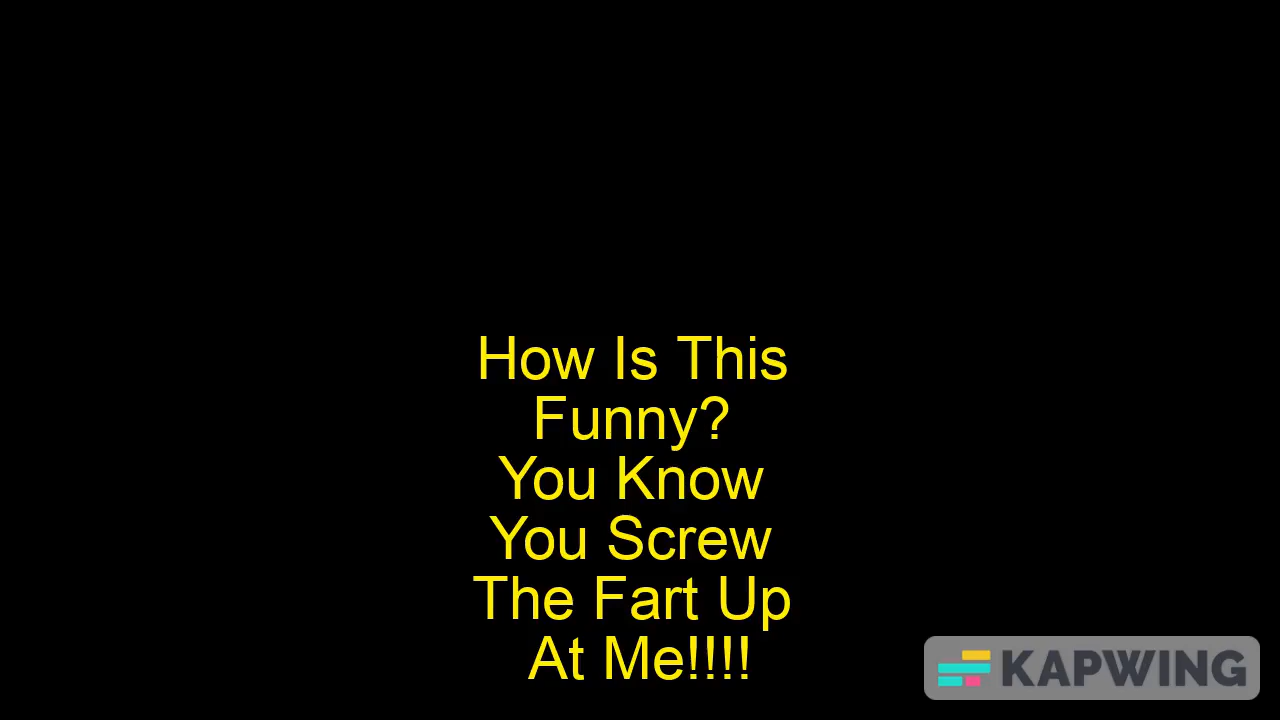 How Is This
Funny?
You Know
You Screw
The Fart Up
At Me!!!!
KAPWING